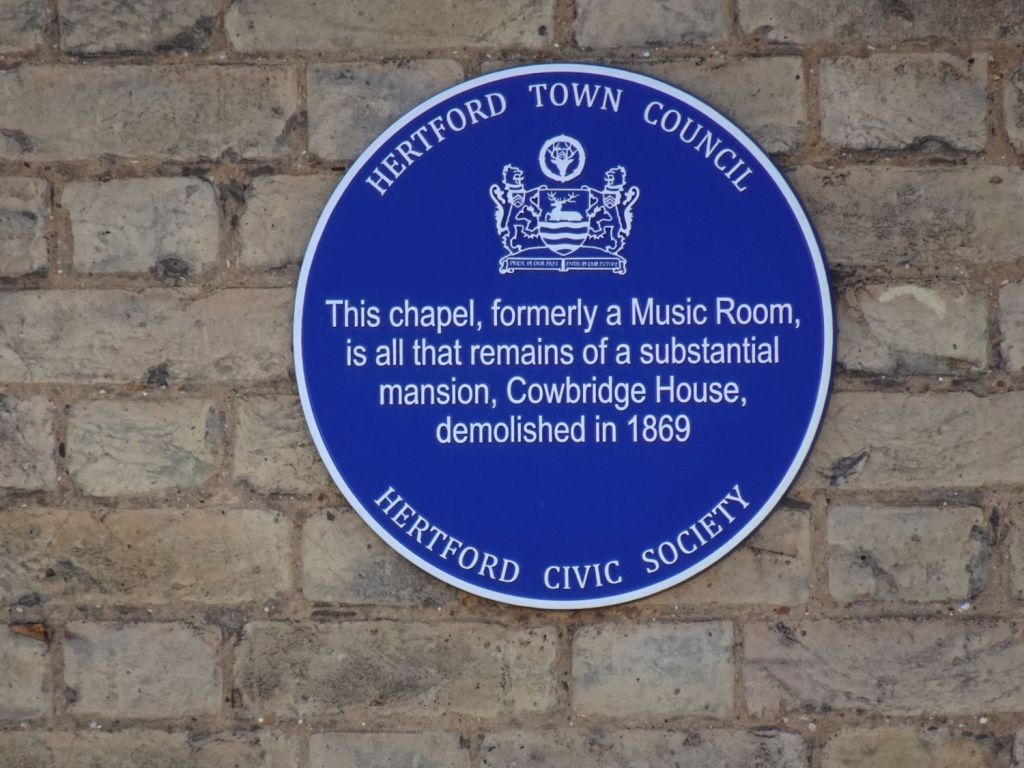 HERTFORD TOWN COUNCIL
PRIDE IN OUR PAST FAITH IN OUR FUTURE
This chapel, formerly a Music Room,
is all that remains of a substantial
mansion, Cowbridge House,
demolished in 1869
HERTFORD CIVIC SOCIETY